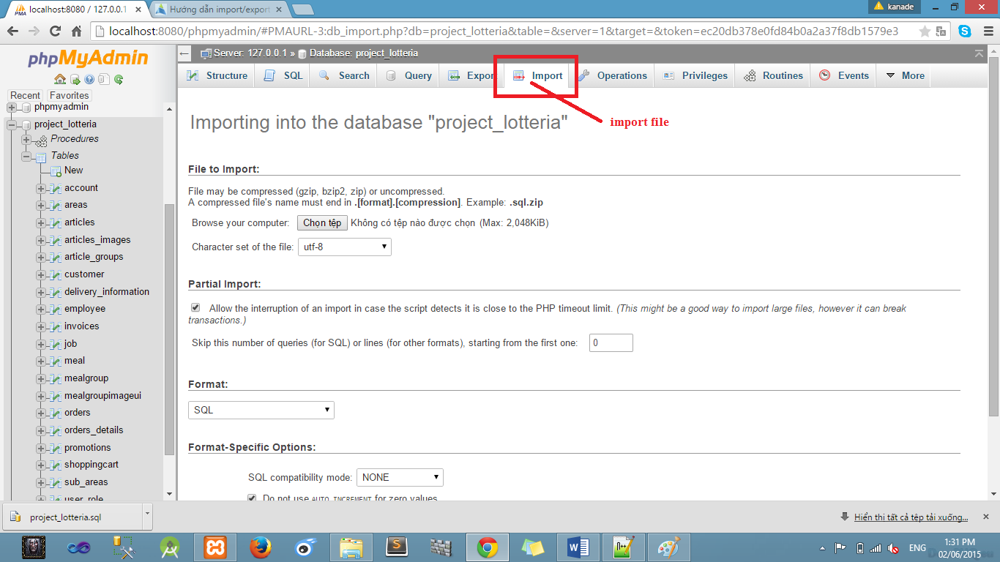 localhost:8080 / 127.0.0.1
Hướng dẫn import/export
kanade
localhost:8080/phpmyadmin/#PMAURL-3:db_import.php?db=project_lotteria&table=&server=1&target=&token=ec20db378e0fd84b0a2a37f8db1579e3
phpMyAdmin
Recent Favorites
phpmyadmin
project_lotteria
Procedures
Tables
New
account
areas
articles
articles_images
article_groups
customer
delivery_information
employee
invoices
job
meal
mealgroup
mealgroupimageui
orders
orders_details
promotions
shoppingcart
sub_areas
user_role
Server: 127.0.0.1 » Database: project_lotteria
Structure SQL Search Query Export Import Operations Privileges Routines Events More
import file
Importing into the database "project_lotteria"
File to Import:
File may be compressed (gzip, bzip2, zip) or uncompressed.
A compressed file's name must end in .[format].[compression]. Example: .sql.zip
Browse your computer: Chọn tệp Không có tệp nào được chọn (Max: 2,048KiB)
Character set of the file: utf-8
Partial Import:
Allow the interruption of an import in case the script detects it is close to the PHP timeout limit. (This might be a good way to import large files, however it can break
transactions.)
Skip this number of queries (for SQL) or lines (for other formats), starting from the first one: 0
Format:
SQL
Format-Specific Options:
SQL compatibility mode: NONE
Do not use AUTO_INCREMENT for zero values
project_lotteria.sql
Hiển thị tất cả tệp tải xuống...
ENG
1:31 PM
02/06/2015